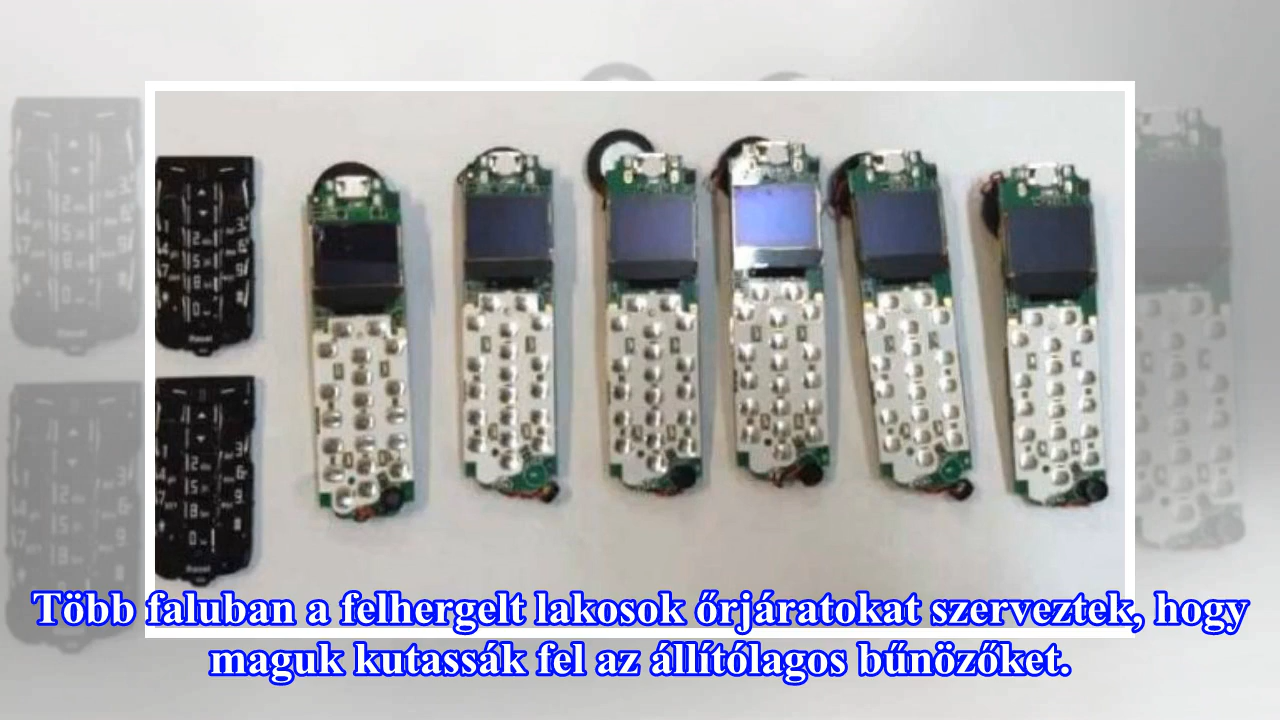 Több faluban a felhergelt lakosok őrjáratokat szerveztek, hogy
maguk kutassák fel az állítólagos bűnözőket.